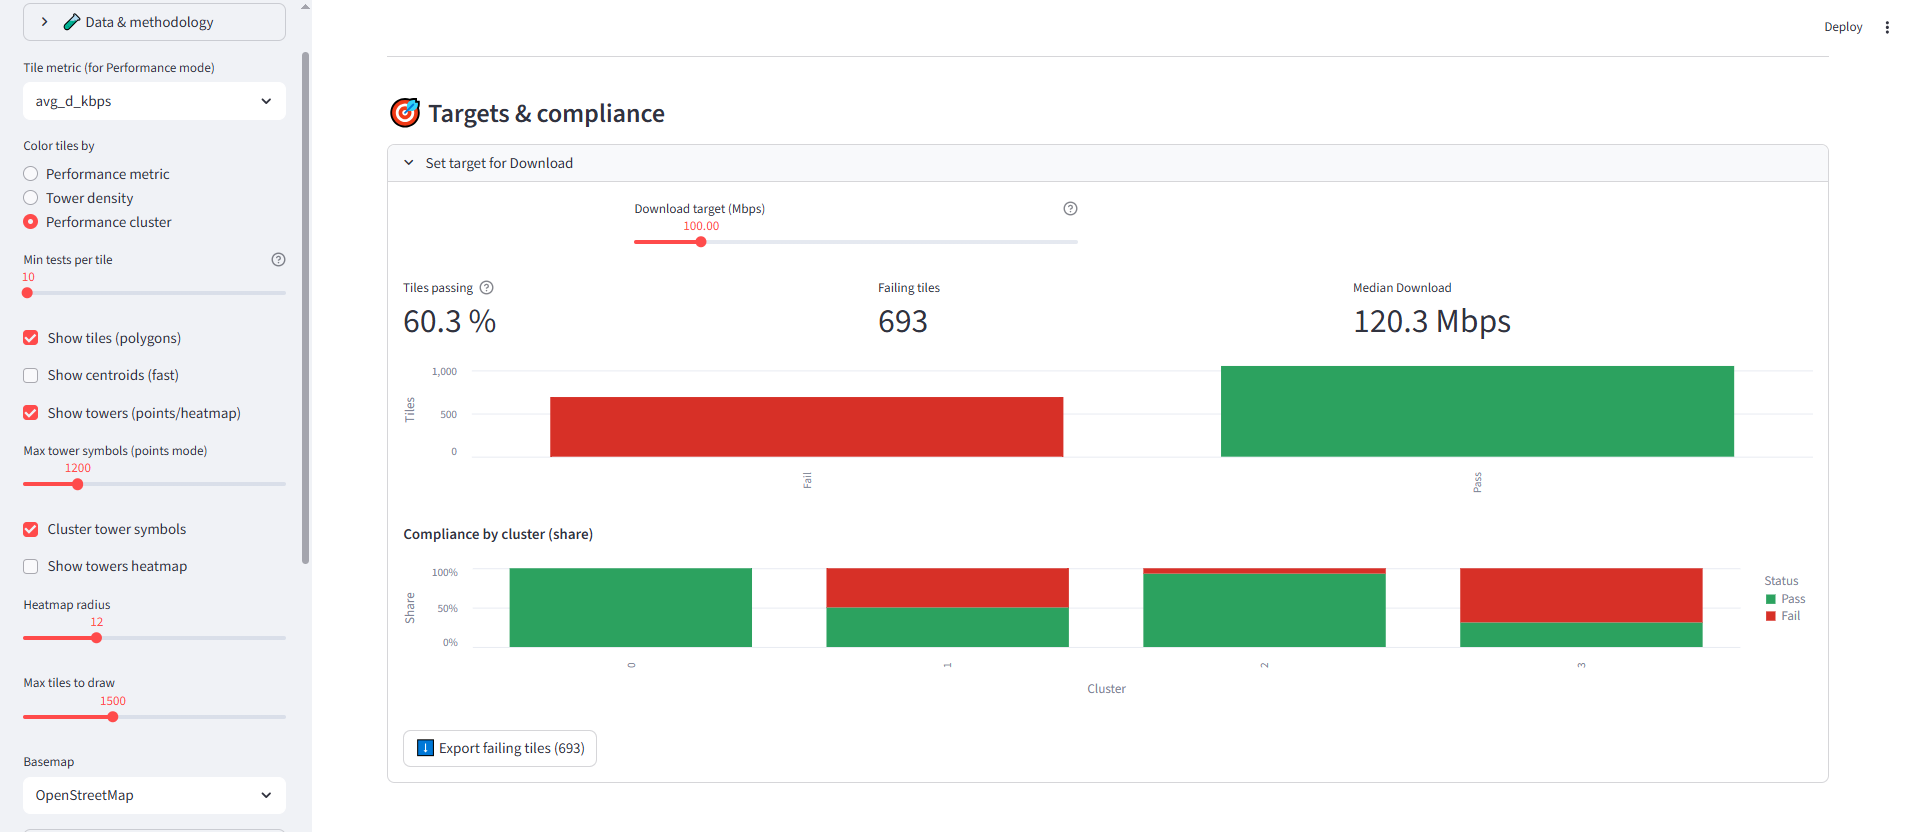 Data & methodology
Tile metric (for Performance mode)
avg_d_kbps
Color tiles by
Performance metric
Tower density
Performance cluster
Min tests per tile
10
Show tiles (polygons)
Show centroids (fast)
Show towers (points/heatmap)
Max tower symbols (points mode)
1200
Cluster tower symbols
Show towers heatmap
Heatmap radius
12
Max tiles to draw
1500
Basemap
OpenStreetMap
Deploy
Targets & compliance
Set target for Download
Download target (Mbps)
100.00
Tiles passing
60.3 %
Failing tiles
693
Median Download
120.3 Mbps
Tiles
1,000
500
0
Fail
Pass
Compliance by cluster (share)
Share
100%
50%
0%
0
1
2
3
Cluster
Status
Pass
Fail
Export failing tiles (693)